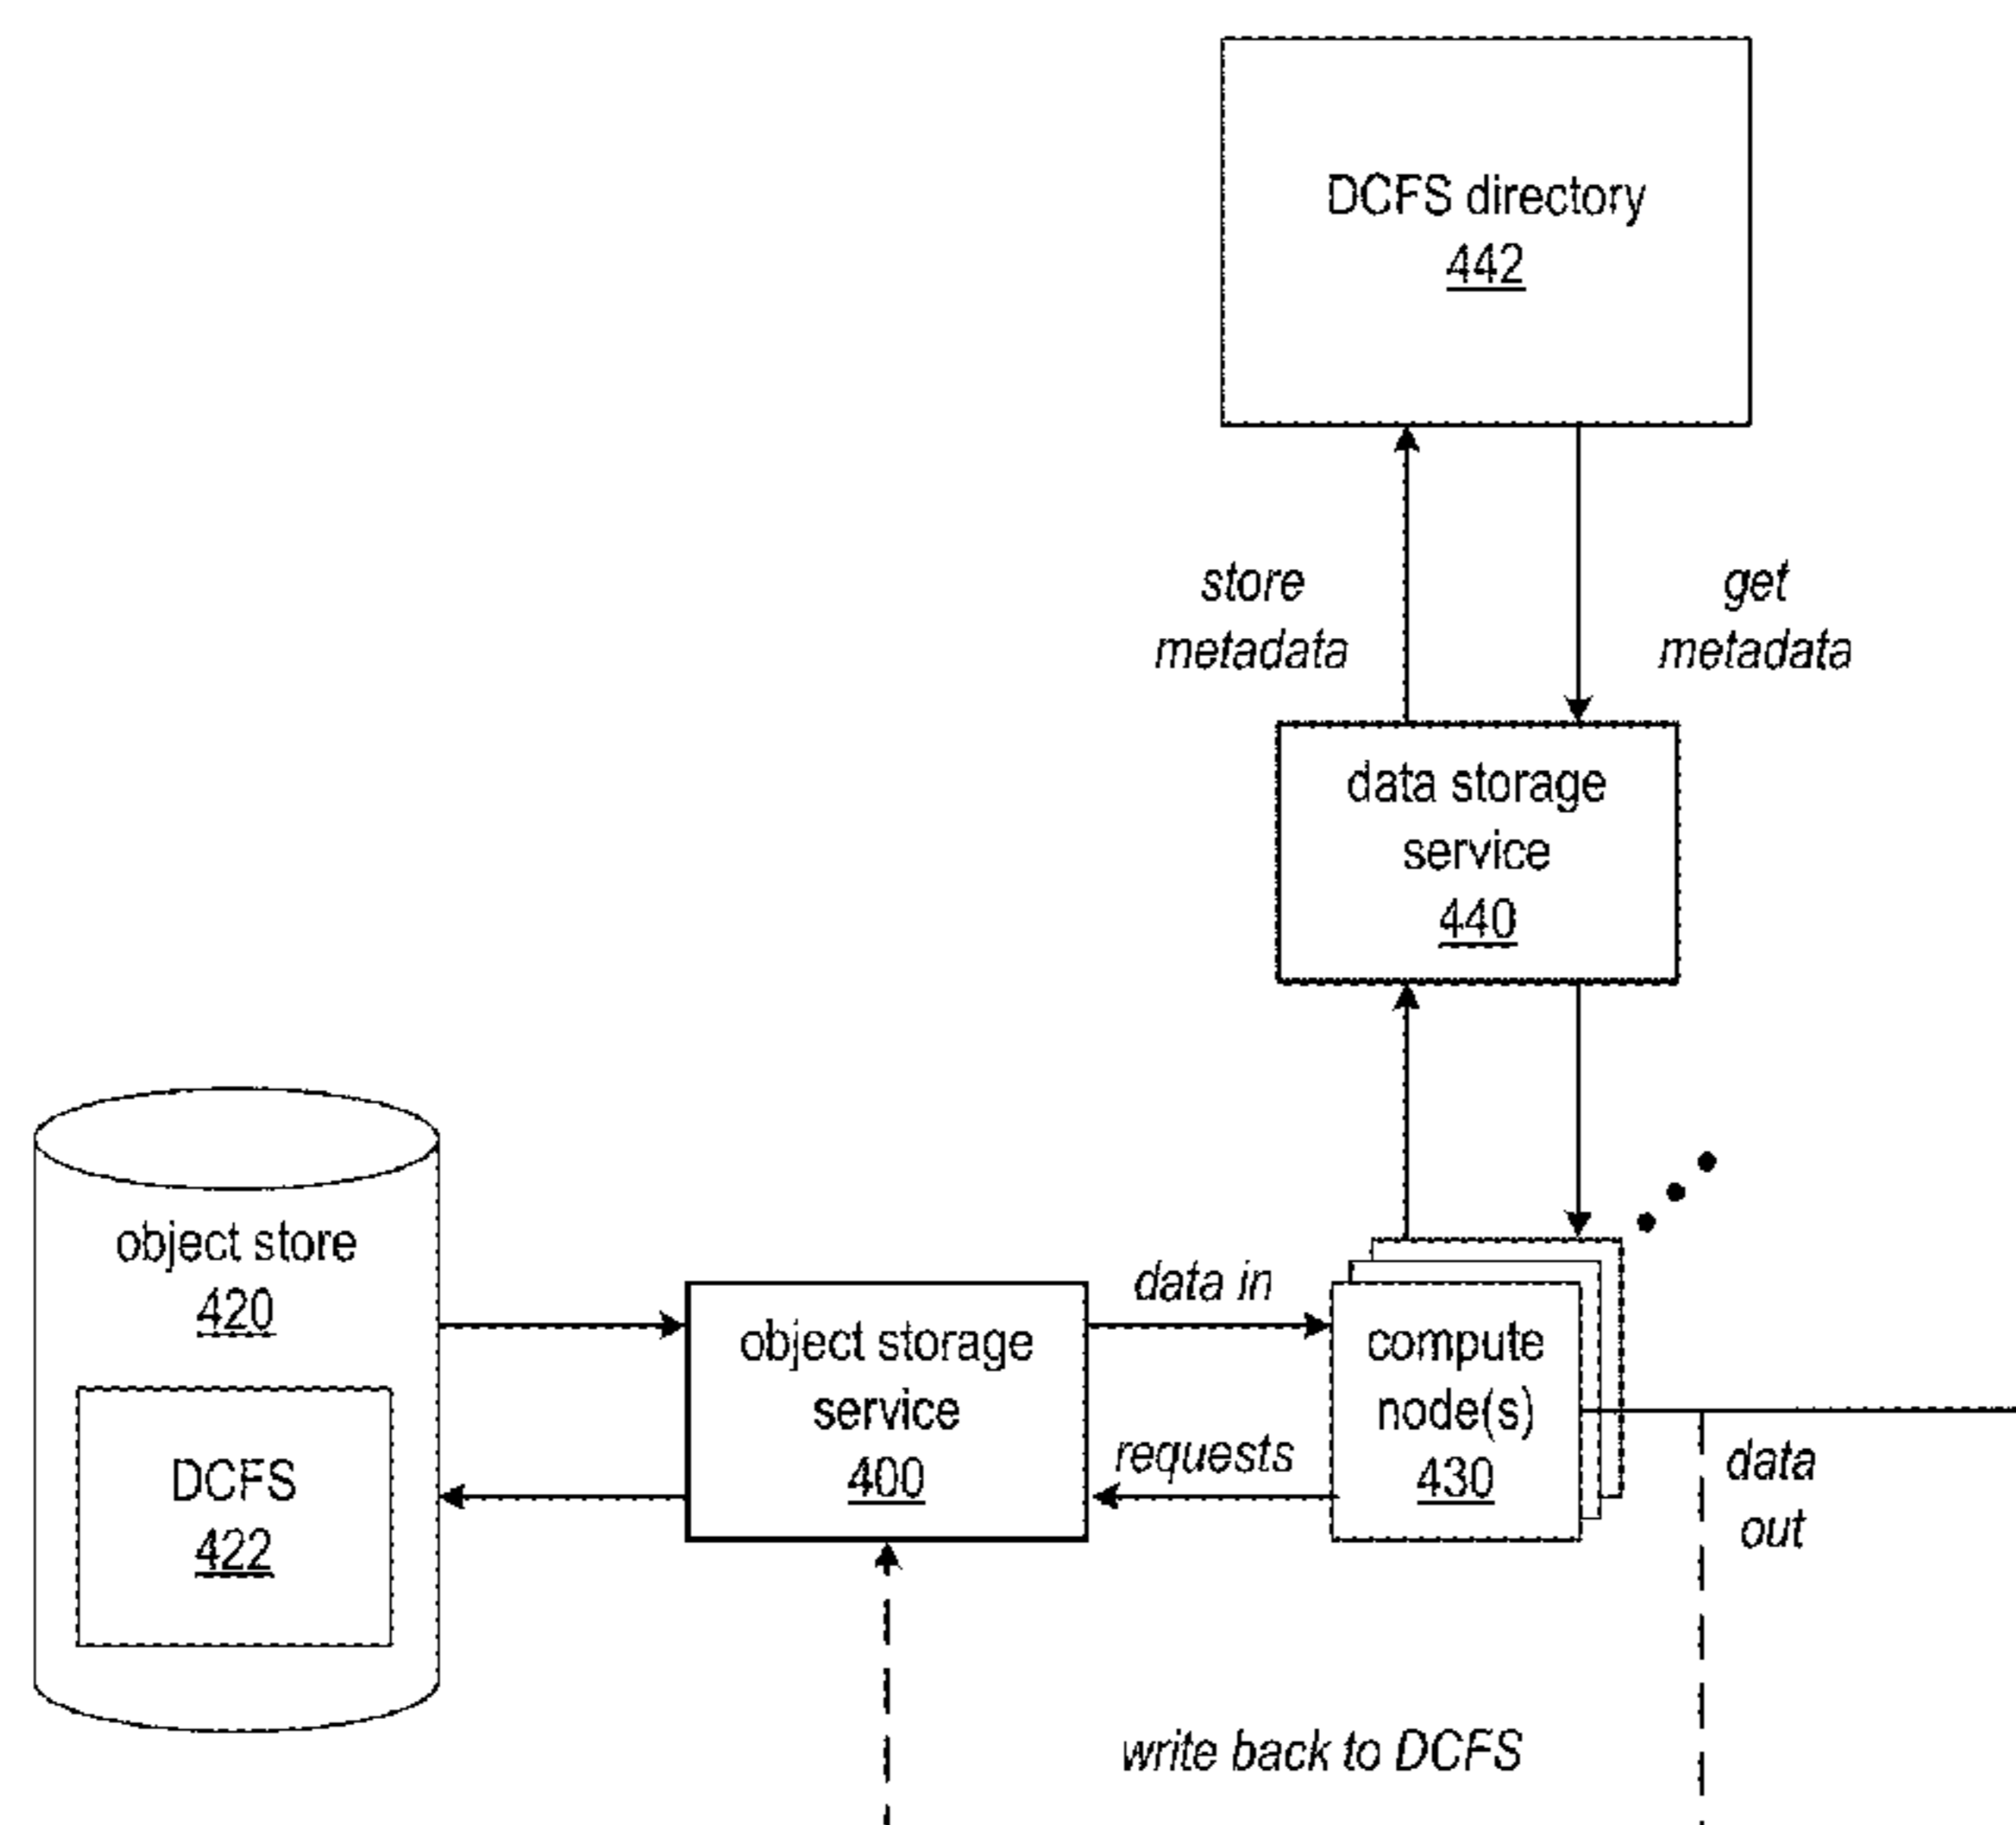 DCFS directory
442
store
metadata
get
metadata
data storage
service
440
object store
420
DCFS
422
object storage
service
400
data in
requests
compute
node(s)
430
data
out
write back to DCFS